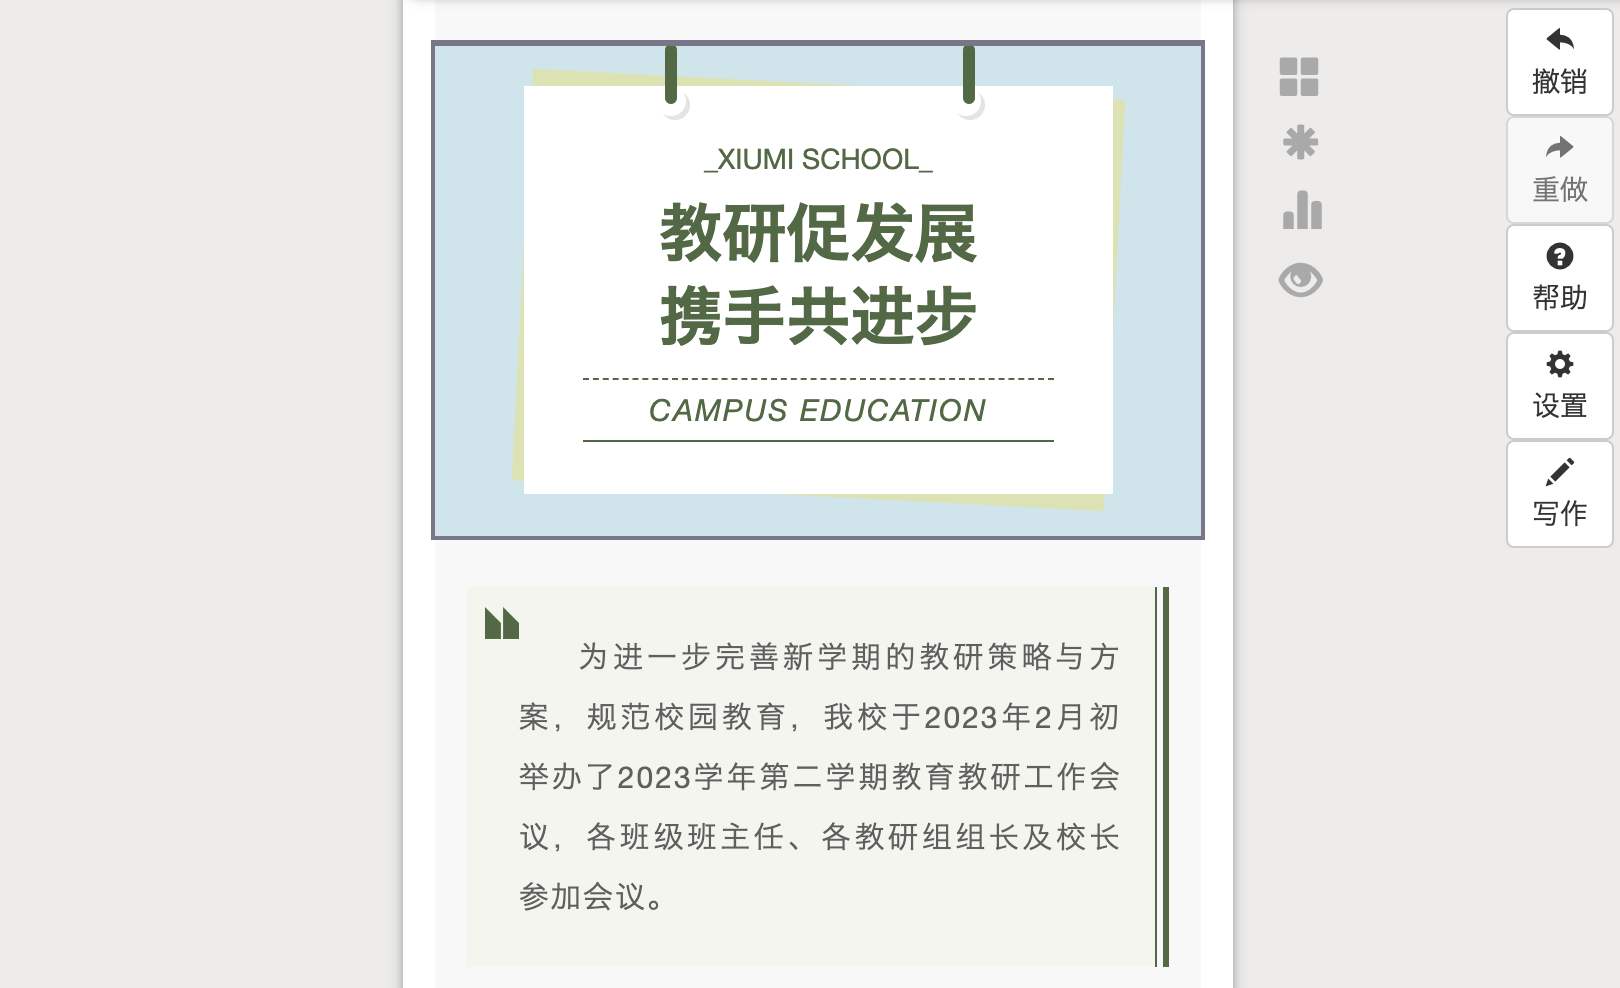 _XIUMI SCHOOL_
教研促发展
携手共进步
CAMPUS EDUCATION
为进一步完善新学期的教研策略与方
案，规范校园教育，我校于2023年2月初
举办了2023学年第二学期教育教研工作会
议，各班级班主任、各教研组组长及校长
参加会议。
撤销
重做
帮助
设置
写作